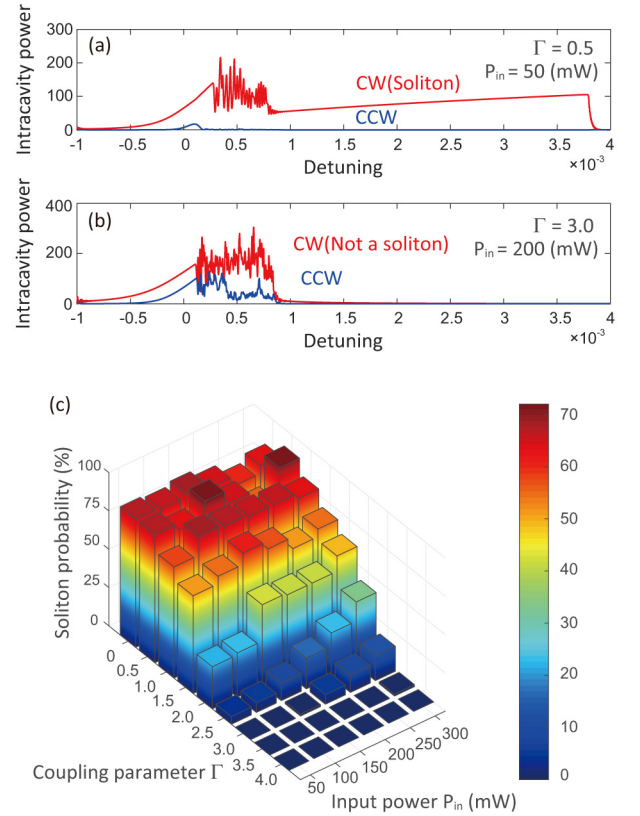 (a)
Γ = 0.5
P_in = 50 (mW)
CW(Soliton)
CCW
Intracavity power
300
200
100
0
-1 -0.5 0 0.5 1 1.5 2 2.5 3 3.5 4
×10⁻³
Detuning
(b)
Γ = 3.0
P_in = 200 (mW)
CW(Not a soliton)
CCW
Intracavity power
400
200
0
-1 -0.5 0 0.5 1 1.5 2 2.5 3 3.5 4
×10⁻³
Detuning
(c)
Soliton probability (%)
100
75
50
25
0
0
0.5
1.0
1.5
2.0
2.5
3.0
3.5
4.0
Coupling parameter Γ
50
100
150
200
250
300
Input power P_in (mW)
70
60
50
40
30
20
10
0